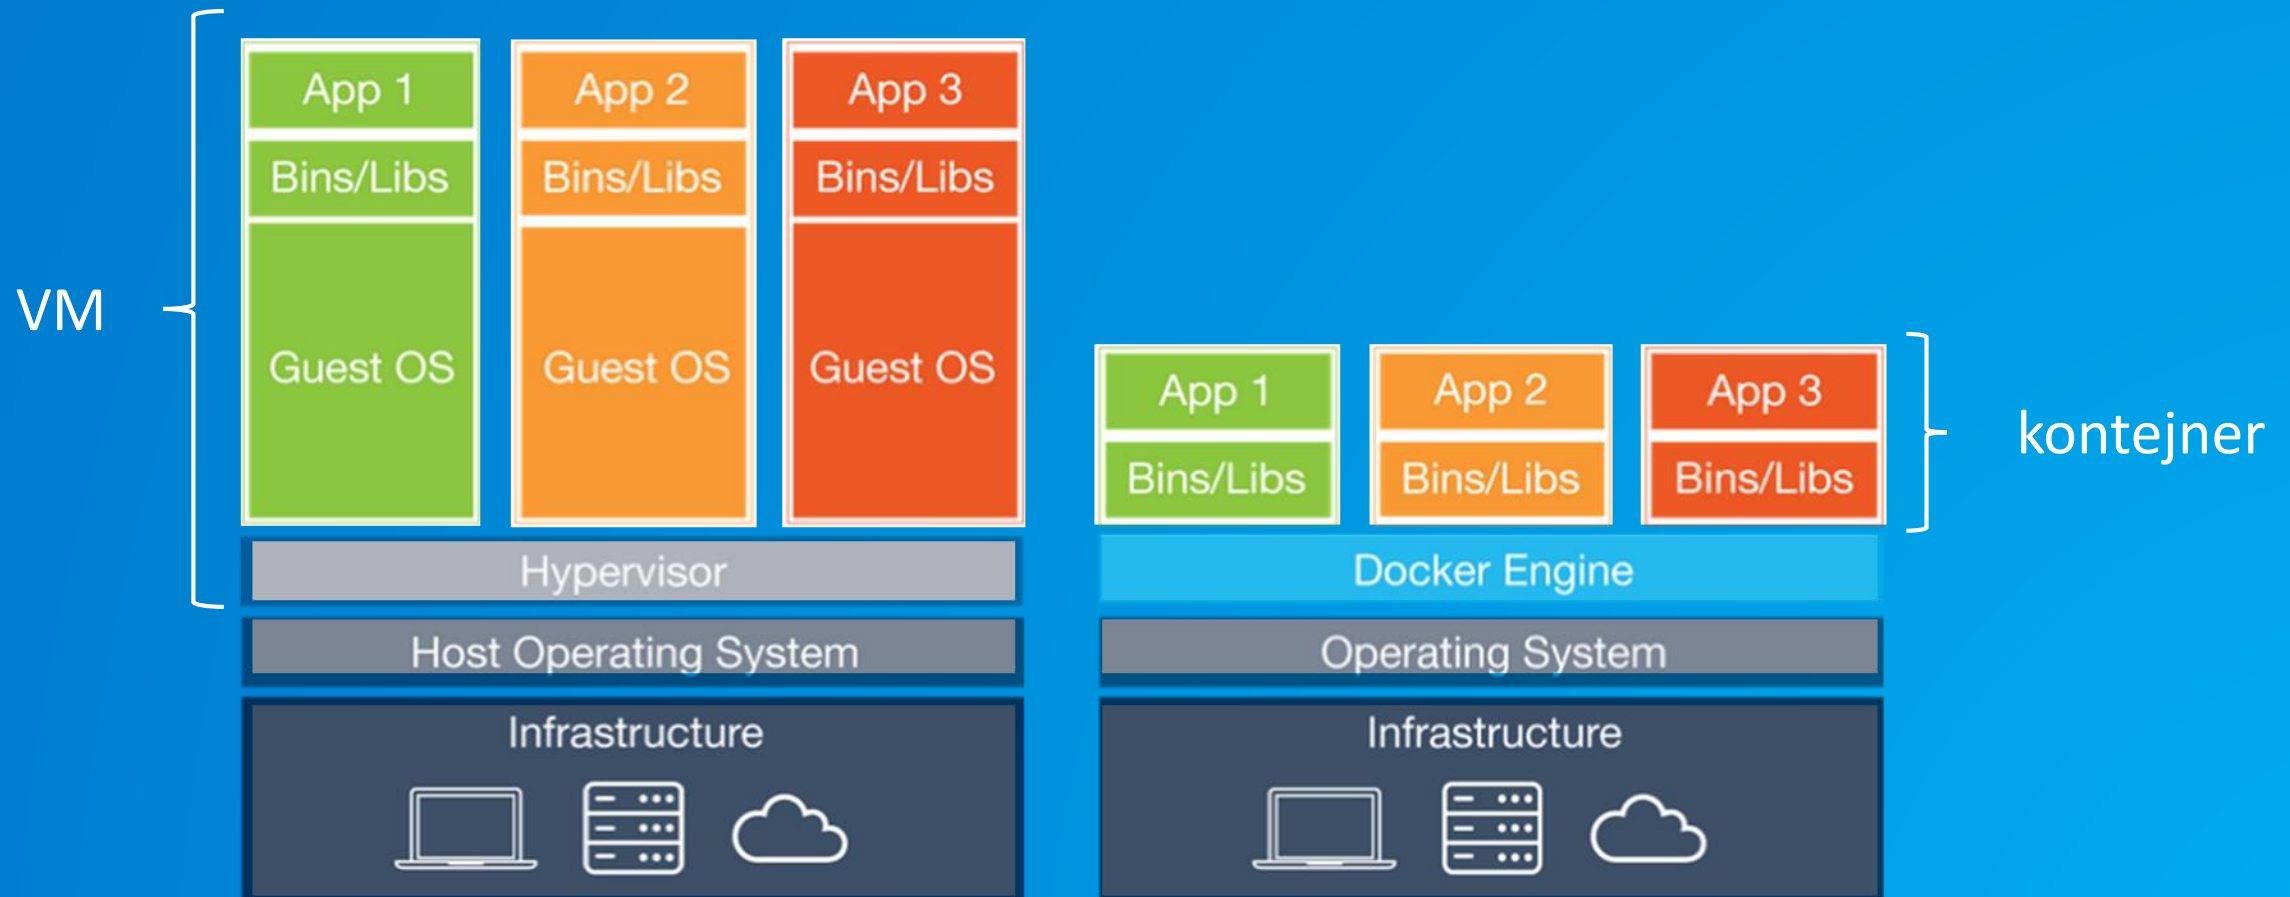 VM
App 1
Bins/Libs
Guest OS
App 2
Bins/Libs
Guest OS
App 3
Bins/Libs
Guest OS
Hypervisor
Host Operating System
Infrastructure
App 1
Bins/Libs
App 2
Bins/Libs
App 3
Bins/Libs
kontejner
Docker Engine
Operating System
Infrastructure